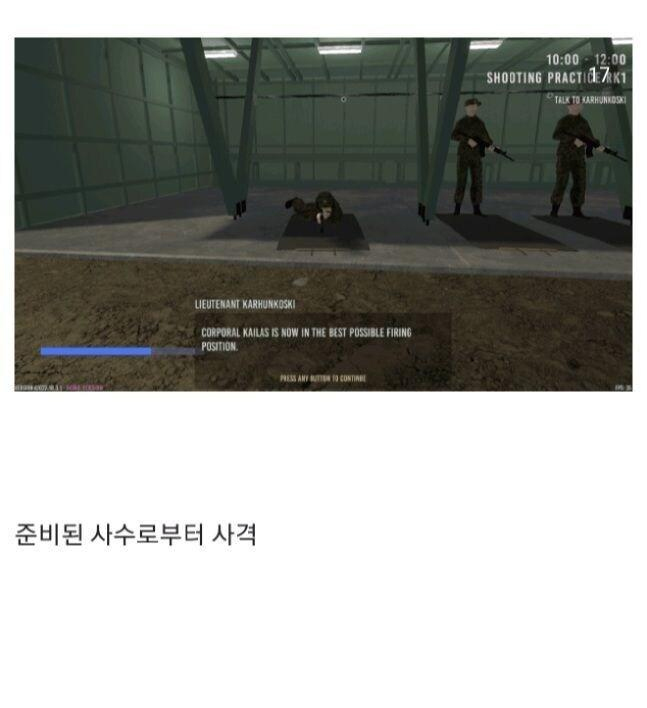 10:00 - 12:00
SHOOTING PRACTICE RK1
17
TALK TO KARHUNKOSKI
LIEUTENANT KARHUNKOSKI
CORPORAL KAILAS IS NOW IN THE BEST POSSIBLE FIRING
POSITION.
PRESS ANY BUTTON TO CONTINUE
준비된 사수로부터 사격